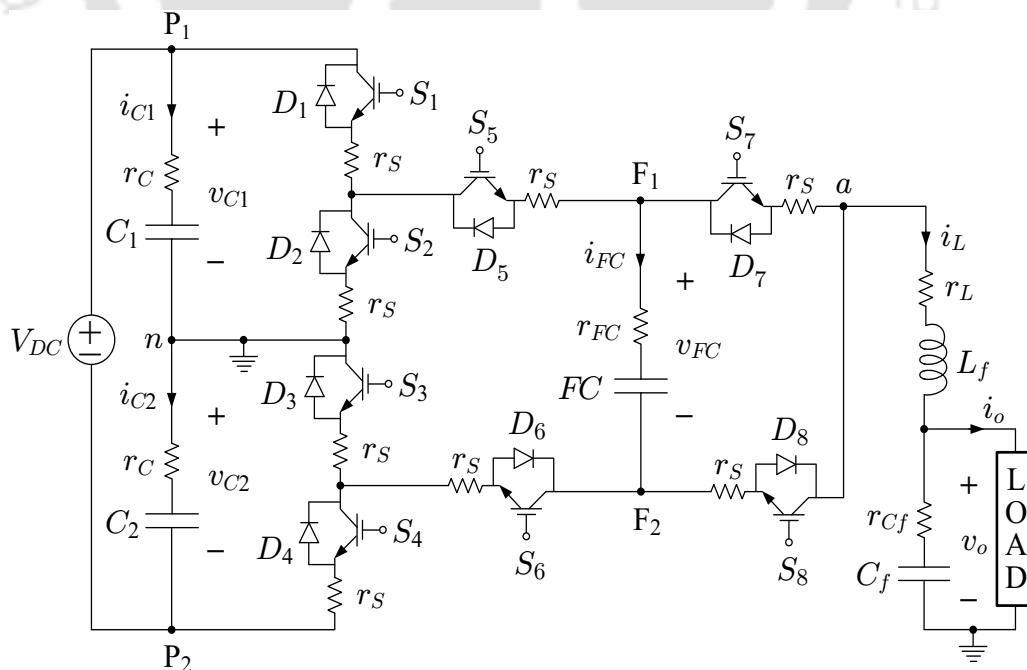 P1
S1
D1
iC1
+
rS
S5
S7
rC
vC1
rS
F1
rS
a
C1
D2
S2
D5
iFC
D7
iL
−
+
rS
rFC
vFC
rL
VDC
+
−
n
FC
Lf
iC2
D3
S3
−
+
D6
D8
io
rC
vC2
rS
rS
rS
L
O
A
D
+
C2
−
D4
S4
F2
rCf
vo
S6
S8
Cf
−
rS
P2